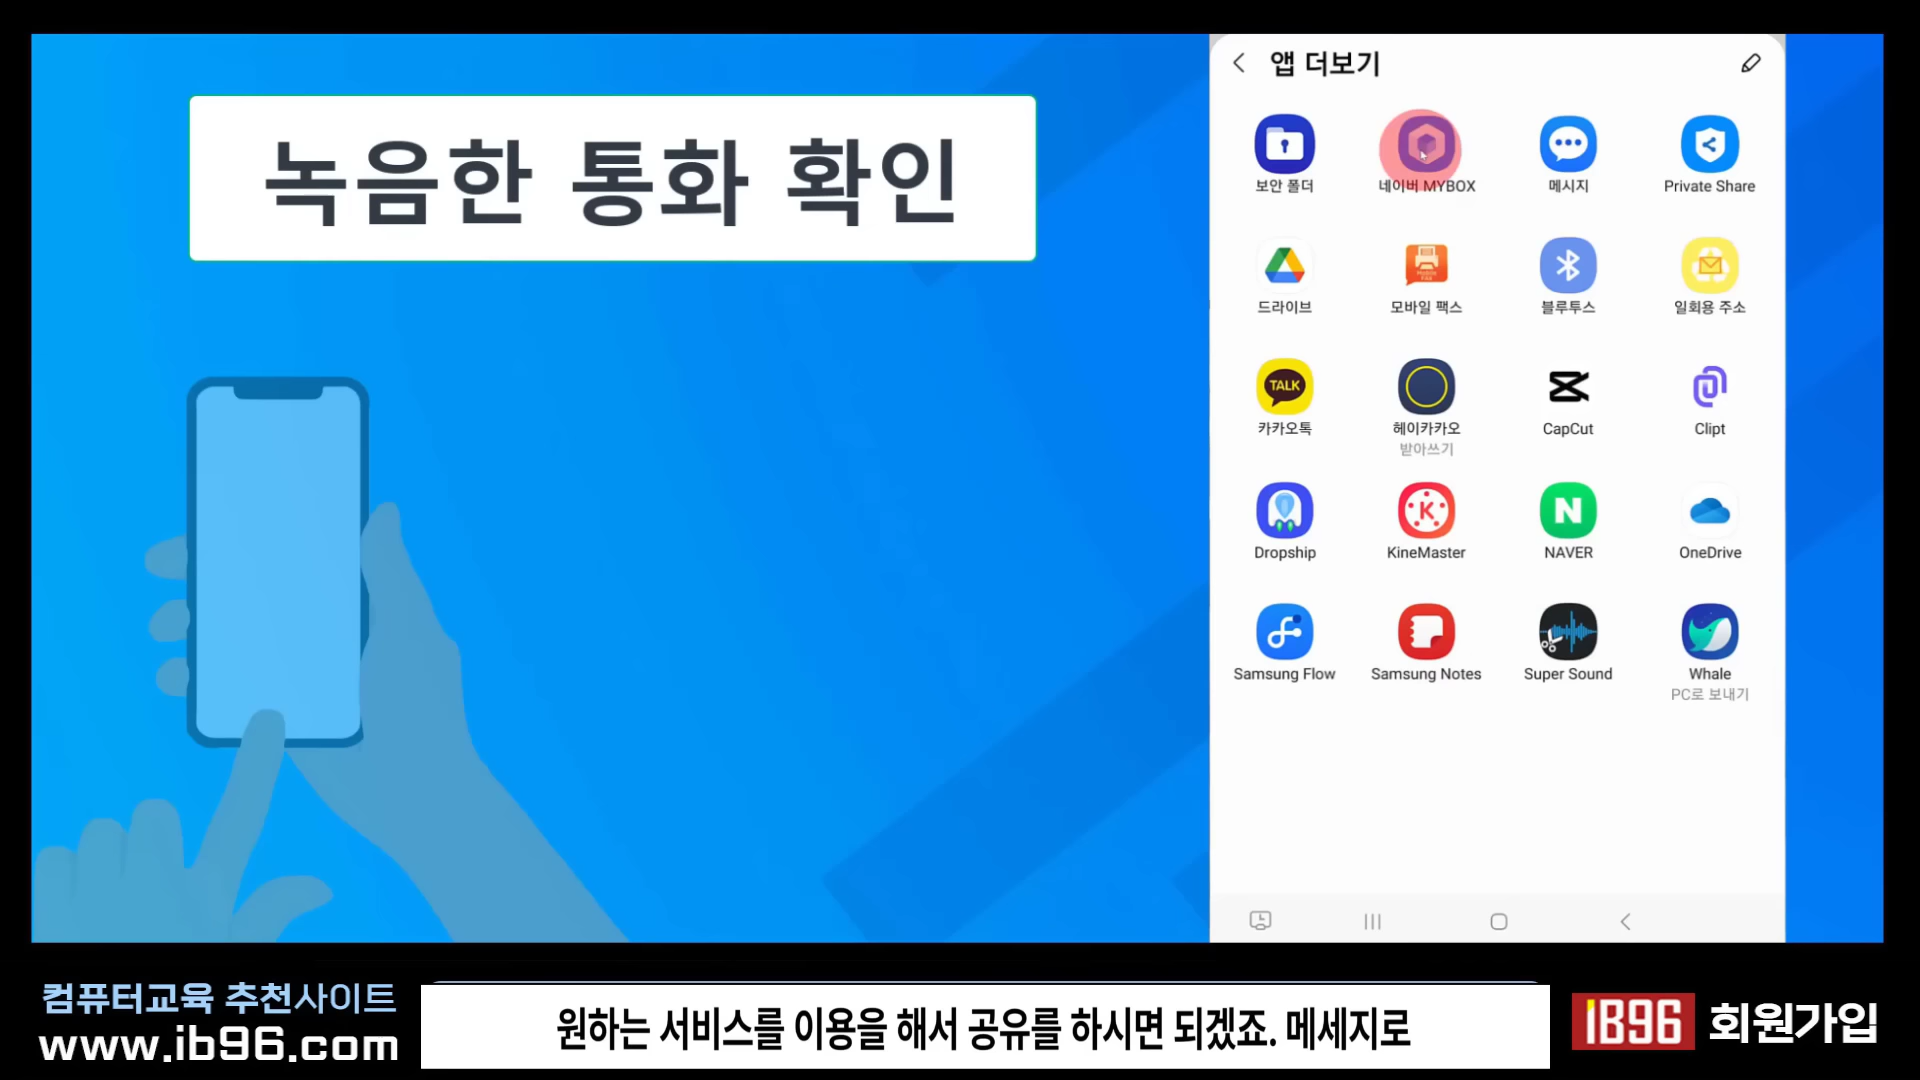 녹음한 통화 확인
앱 더보기
보안 폴더
네이버 MYBOX
메시지
Private Share
드라이브
Mobile FAX
모바일 팩스
블루투스
일회용 주소
TALK
카카오톡
헤이카카오
받아쓰기
CapCut
Clipt
Dropship
K
KineMaster
N
NAVER
OneDrive
Samsung Flow
Samsung Notes
Super Sound
Whale
PC로 보내기
컴퓨터교육 추천사이트
www.ib96.com
원하는 서비스를 이용을 해서 공유를 하시면 되겠죠. 메세지로
IB96 회원가입